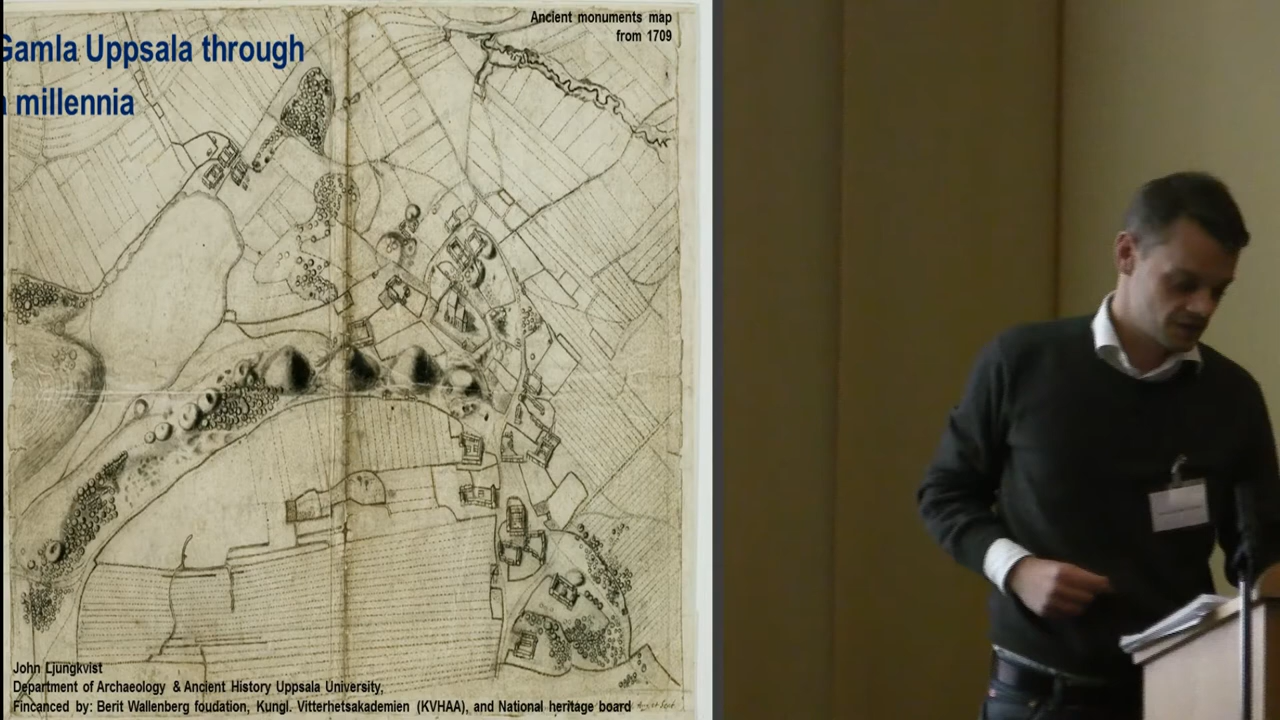 Ancient monuments map
from 1709
Gamla Uppsala through
a millennia
John Ljungkvist
Department of Archaeology & Ancient History Uppsala University,
Fincanced by: Berit Wallenberg foudation, Kungl. Vitterhetsakademien (KVHAA), and National heritage board